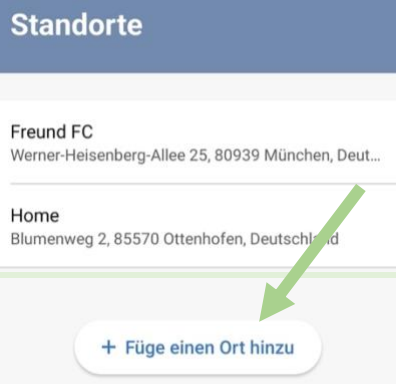 Standorte
Freund FC
Werner-Heisenberg-Allee 25, 80939 München, Deut...
Home
Blumenweg 2, 85570 Ottenhofen, Deutschland
+ Füge einen Ort hinzu